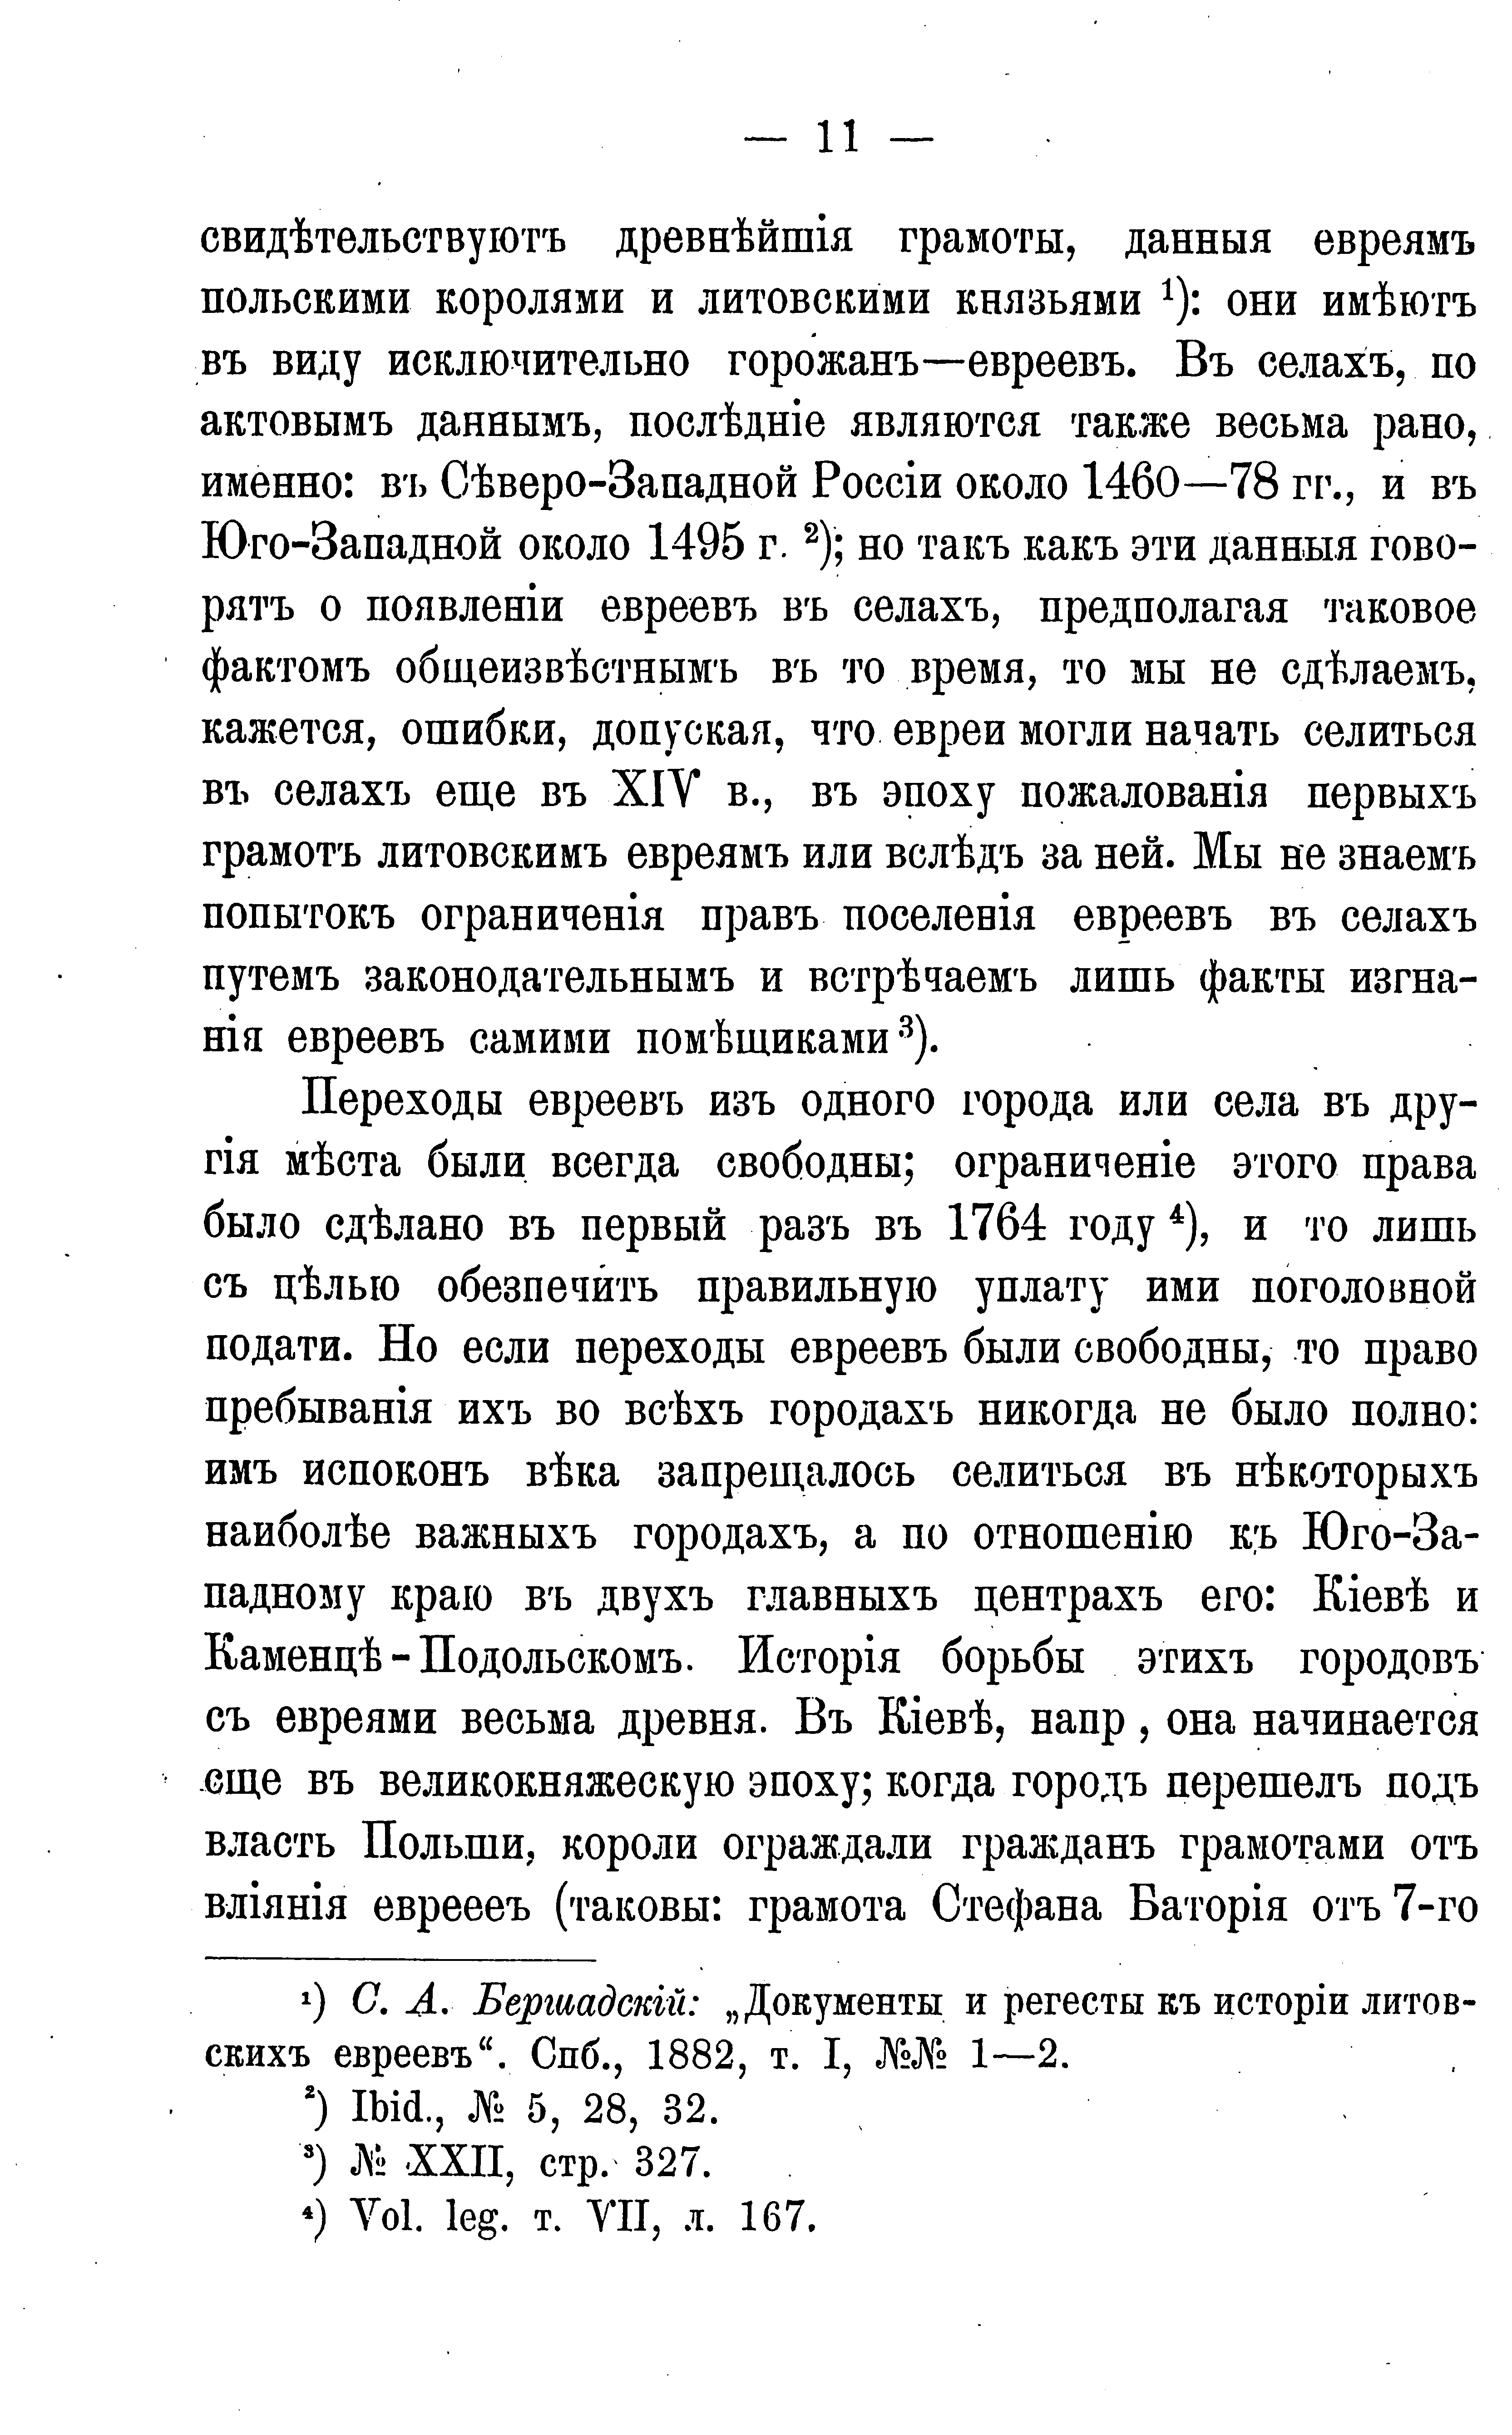 — 11 —
свидѣтельствуютъ древнѣйшія грамоты, данныя евреямъ
польскими королями и литовскими князьями ¹): они имѣютъ
въ виду исключительно горожанъ—евреевъ. Въ селахъ, по
актовымъ даннымъ, послѣдніе являются также весьма рано,
именно: въ Сѣверо-Западной Россіи около 1460—78 гг., и въ
Юго-Западной около 1495 г. ²); но такъ какъ эти данныя гово-
рятъ о появленіи евреевъ въ селахъ, предполагая таковое
фактомъ общеизвѣстнымъ въ то время, то мы не сдѣлаемъ,
кажется, ошибки, допуская, что евреи могли начать селиться
въ селахъ еще въ XIV в., въ эпоху пожалованія первыхъ
грамотъ литовскимъ евреямъ или вслѣдъ за ней. Мы не знаемъ
попытокъ ограниченія правъ поселенія евреевъ въ селахъ
путемъ законодательнымъ и встрѣчаемъ лишь факты изгна-
нія евреевъ самими помѣщиками ³).
Переходы евреевъ изъ одного города или села въ дру-
гія мѣста были всегда свободны; ограниченіе этого права
было сдѣлано въ первый разъ въ 1764 году ⁴), и то лишь
съ цѣлью обезпечить правильную уплату ими поголовной
подати. Но если переходы евреевъ были свободны, то право
пребыванія ихъ во всѣхъ городахъ никогда не было полно:
имъ испоконъ вѣка запрещалось селиться въ нѣкоторыхъ
наиболѣе важныхъ городахъ, а по отношенію къ Юго-За-
падному краю въ двухъ главныхъ центрахъ его: Кіевѣ и
Каменцѣ-Подольскомъ. Исторія борьбы этихъ городовъ
съ евреями весьма древня. Въ Кіевѣ, напр, она начинается
еще въ великокняжескую эпоху; когда городъ перешелъ подъ
власть Польши, короли ограждали гражданъ грамотами отъ
вліянія евреееъ (таковы: грамота Стефана Баторія отъ 7-го
¹) С. А. Бершадскій: „Документы и регесты къ исторіи литов-
скихъ евреевъ“. Спб., 1882, т. I, №№ 1—2.
²) Ibid., № 5, 28, 32.
³) № XXII, стр. 327.
⁴) Vol. leg. т. VII, л. 167.